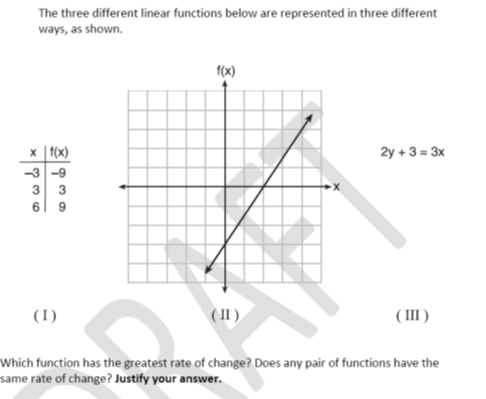 The three different linear functions below are represented in three different
ways, as shown.
f(x)
x f(x)
–3 –9
3 3
6 9
x
2y + 3 = 3x
( I )
( II )
( III )
DRAFT
Which function has the greatest rate of change? Does any pair of functions have the
same rate of change? Justify your answer.